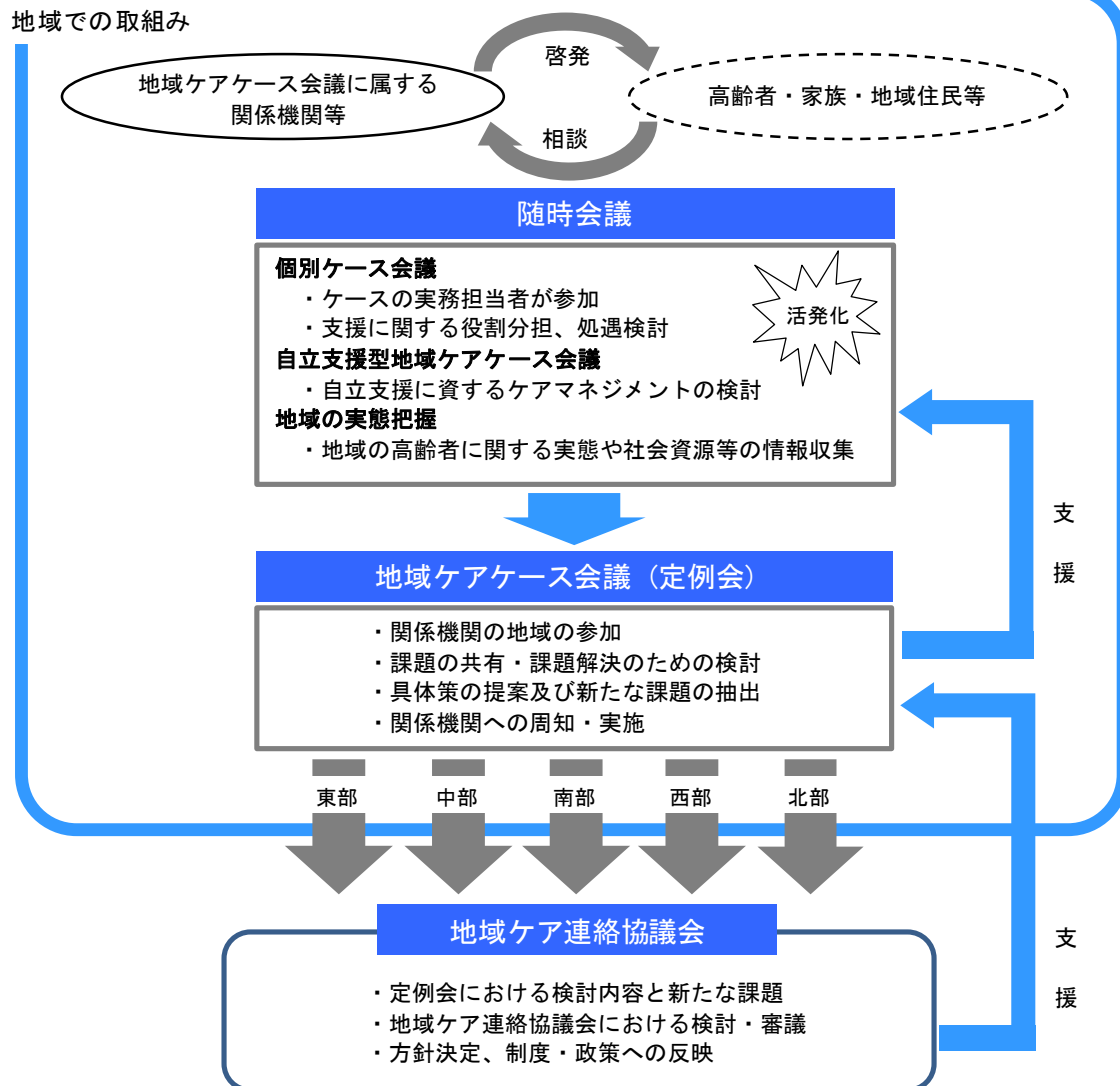 地域での取組み
啓発
地域ケアケース会議に属する
関係機関等
高齢者・家族・地域住民等
相談
随時会議
個別ケース会議
・ケースの実務担当者が参加
・支援に関する役割分担、処遇検討
活発化
自立支援型地域ケアケース会議
・自立支援に資するケアマネジメントの検討
地域の実態把握
・地域の高齢者に関する実態や社会資源等の情報収集
支
援
地域ケアケース会議（定例会）
・関係機関の地域の参加
・課題の共有・課題解決のための検討
・具体策の提案及び新たな課題の抽出
・関係機関への周知・実施
東部
中部
南部
西部
北部
地域ケア連絡協議会
・定例会における検討内容と新たな課題
・地域ケア連絡協議会における検討・審議
・方針決定、制度・政策への反映
支
援